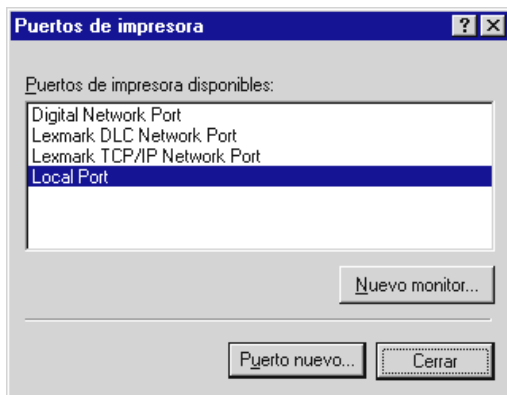 Puertos de impresora
Puertos de impresora disponibles:
Digital Network Port
Lexmark DLC Network Port
Lexmark TCP/IP Network Port
Local Port
Nuevo monitor...
Puerto nuevo...
Cerrar